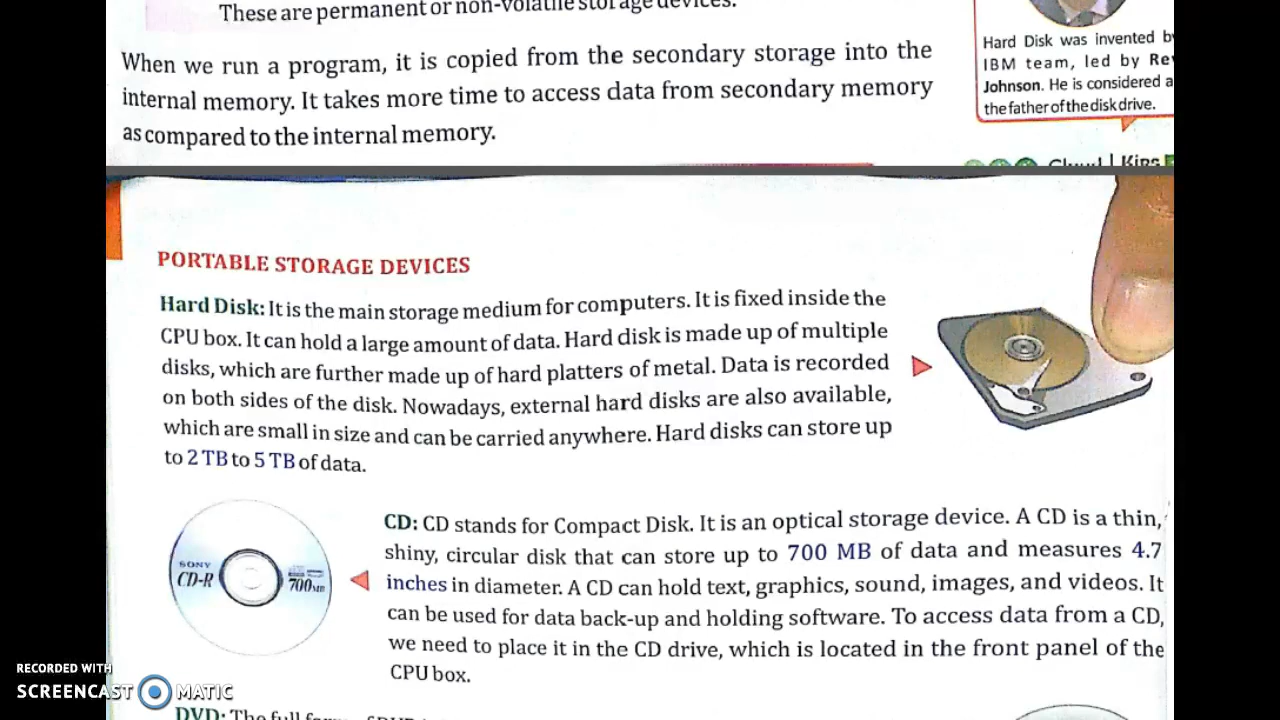 These are permanent or non-volatile storage devices.
When we run a program, it is copied from the secondary storage into the
internal memory. It takes more time to access data from secondary memory
as compared to the internal memory.
Hard Disk was invented by
IBM team, led by Re
Johnson. He is considered a
the father of the disk drive.
PORTABLE STORAGE DEVICES
Hard Disk: It is the main storage medium for computers. It is fixed inside the
CPU box. It can hold a large amount of data. Hard disk is made up of multiple
disks, which are further made up of hard platters of metal. Data is recorded
on both sides of the disk. Nowadays, external hard disks are also available,
which are small in size and can be carried anywhere. Hard disks can store up
to 2 TB to 5 TB of data.
SONY
CD-R
700MB
CD: CD stands for Compact Disk. It is an optical storage device. A CD is a thin,
shiny, circular disk that can store up to 700 MB of data and measures 4.7
inches in diameter. A CD can hold text, graphics, sound, images, and videos. It
can be used for data back-up and holding software. To access data from a CD,
we need to place it in the CD drive, which is located in the front panel of the
CPU box.
DVD: The full form of
RECORDED WITH
SCREENCAST MATIC